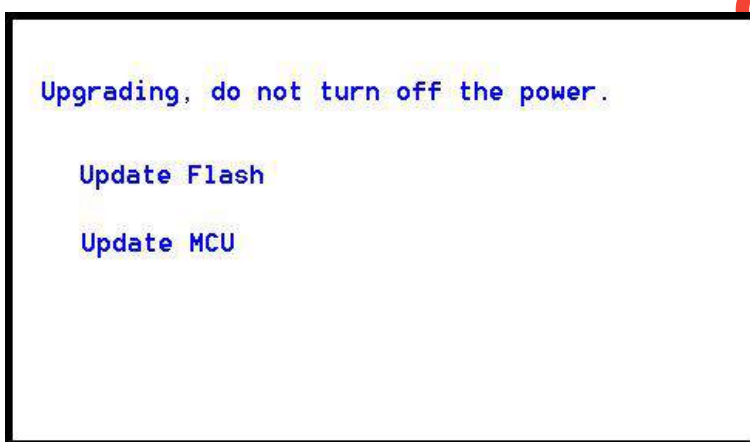 Upgrading, do not turn off the power.
Update Flash
Update MCU